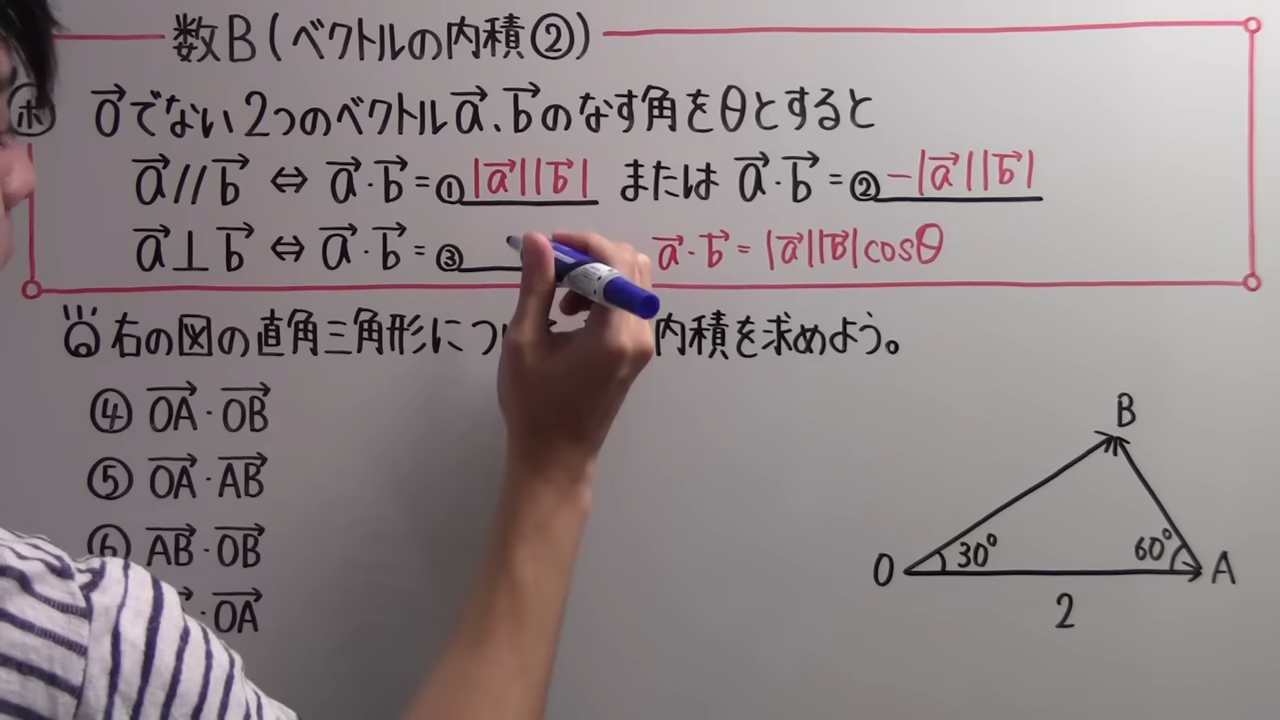 数B(ベクトルの内積②)
ホ 0⃗でない2つのベクトルa⃗、b⃗のなす角をθとすると
a⃗//b⃗ ⇔ a⃗・b⃗=①|a⃗||b⃗| または a⃗・b⃗=②-|a⃗||b⃗|
a⃗⊥b⃗ ⇔ a⃗・b⃗=③ a⃗・b⃗=|a⃗||b⃗|cosθ
右の図の直角三角形につ 内積を求めよう。
④ OA→・OB→
⑤ OA→・AB→
⑥ AB→・OB→
・OA→
B
O 30° 60° A
2